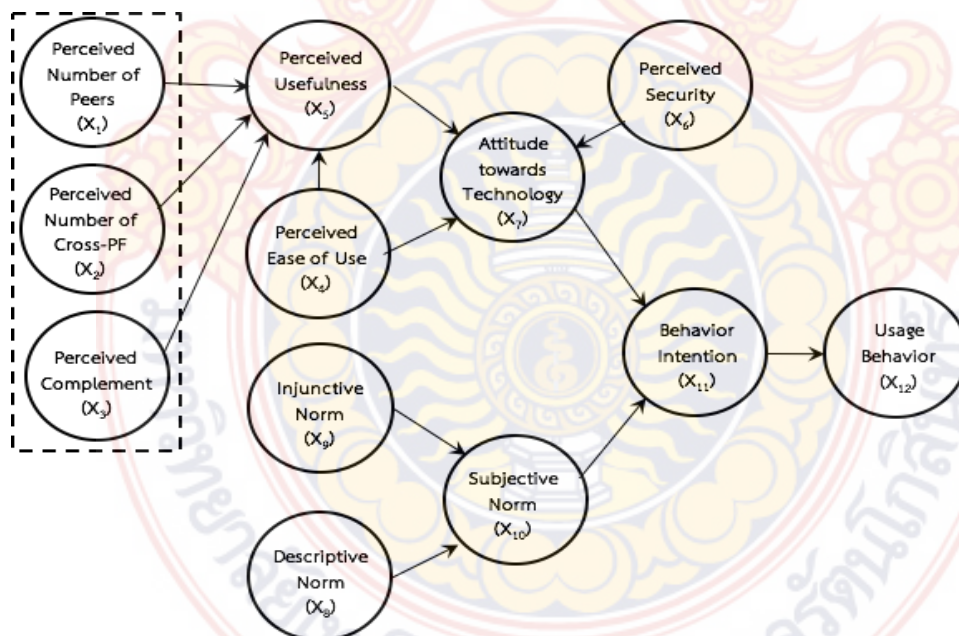 Perceived
Number of
Peers
(X₁)
Perceived
Usefulness
(X₅)
Perceived
Security
(X₆)
Attitude
towards
Technology
(X₇)
Perceived
Number of
Cross-PF
(X₂)
Perceived
Ease of Use
(X₄)
Perceived
Complement
(X₃)
Injunctive
Norm
(X₉)
Behavior
Intention
(X₁₁)
Usage
Behavior
(X₁₂)
Subjective
Norm
(X₁₀)
Descriptive
Norm
(X₈)